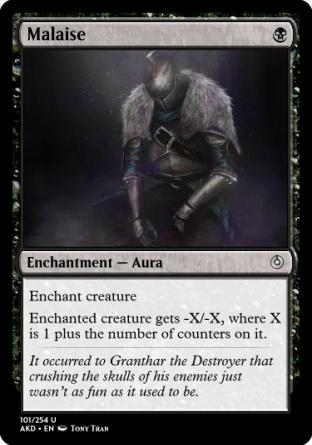 Malaise
Enchantment — Aura
Enchant creature
Enchanted creature gets -X/-X, where X
is 1 plus the number of counters on it.
It occurred to Granthar the Destroyer that
crushing the skulls of his enemies just
wasn't as fun as it used to be.
101/254 U
AKD • EN Tony Tran